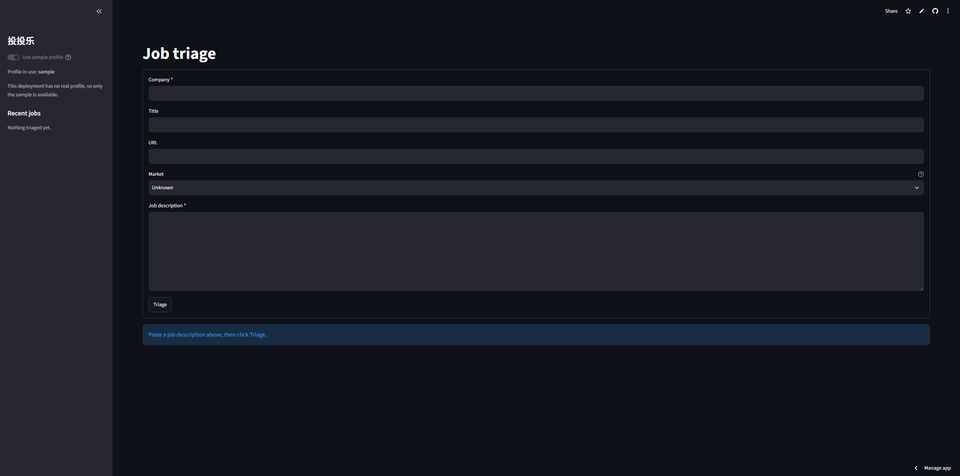 Share
投投乐
Use sample profile
Profile in use: sample
This deployment has no real profile, so only
the sample is available.
Recent jobs
Nothing triaged yet.
Job triage
Company *
Title
URL
Market
Unknown
Job description *
Triage
Paste a job description above, then click Triage.
Manage app